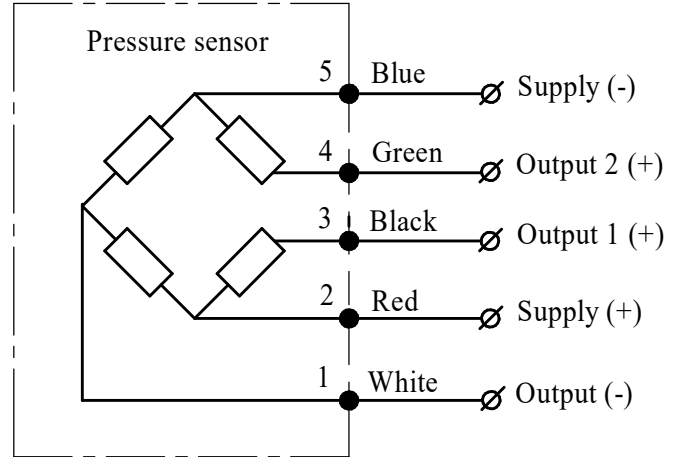 Pressure sensor
5 Blue Supply (-)
4 Green Output 2 (+)
3 Black Output 1 (+)
2 Red Supply (+)
1 White Output (-)